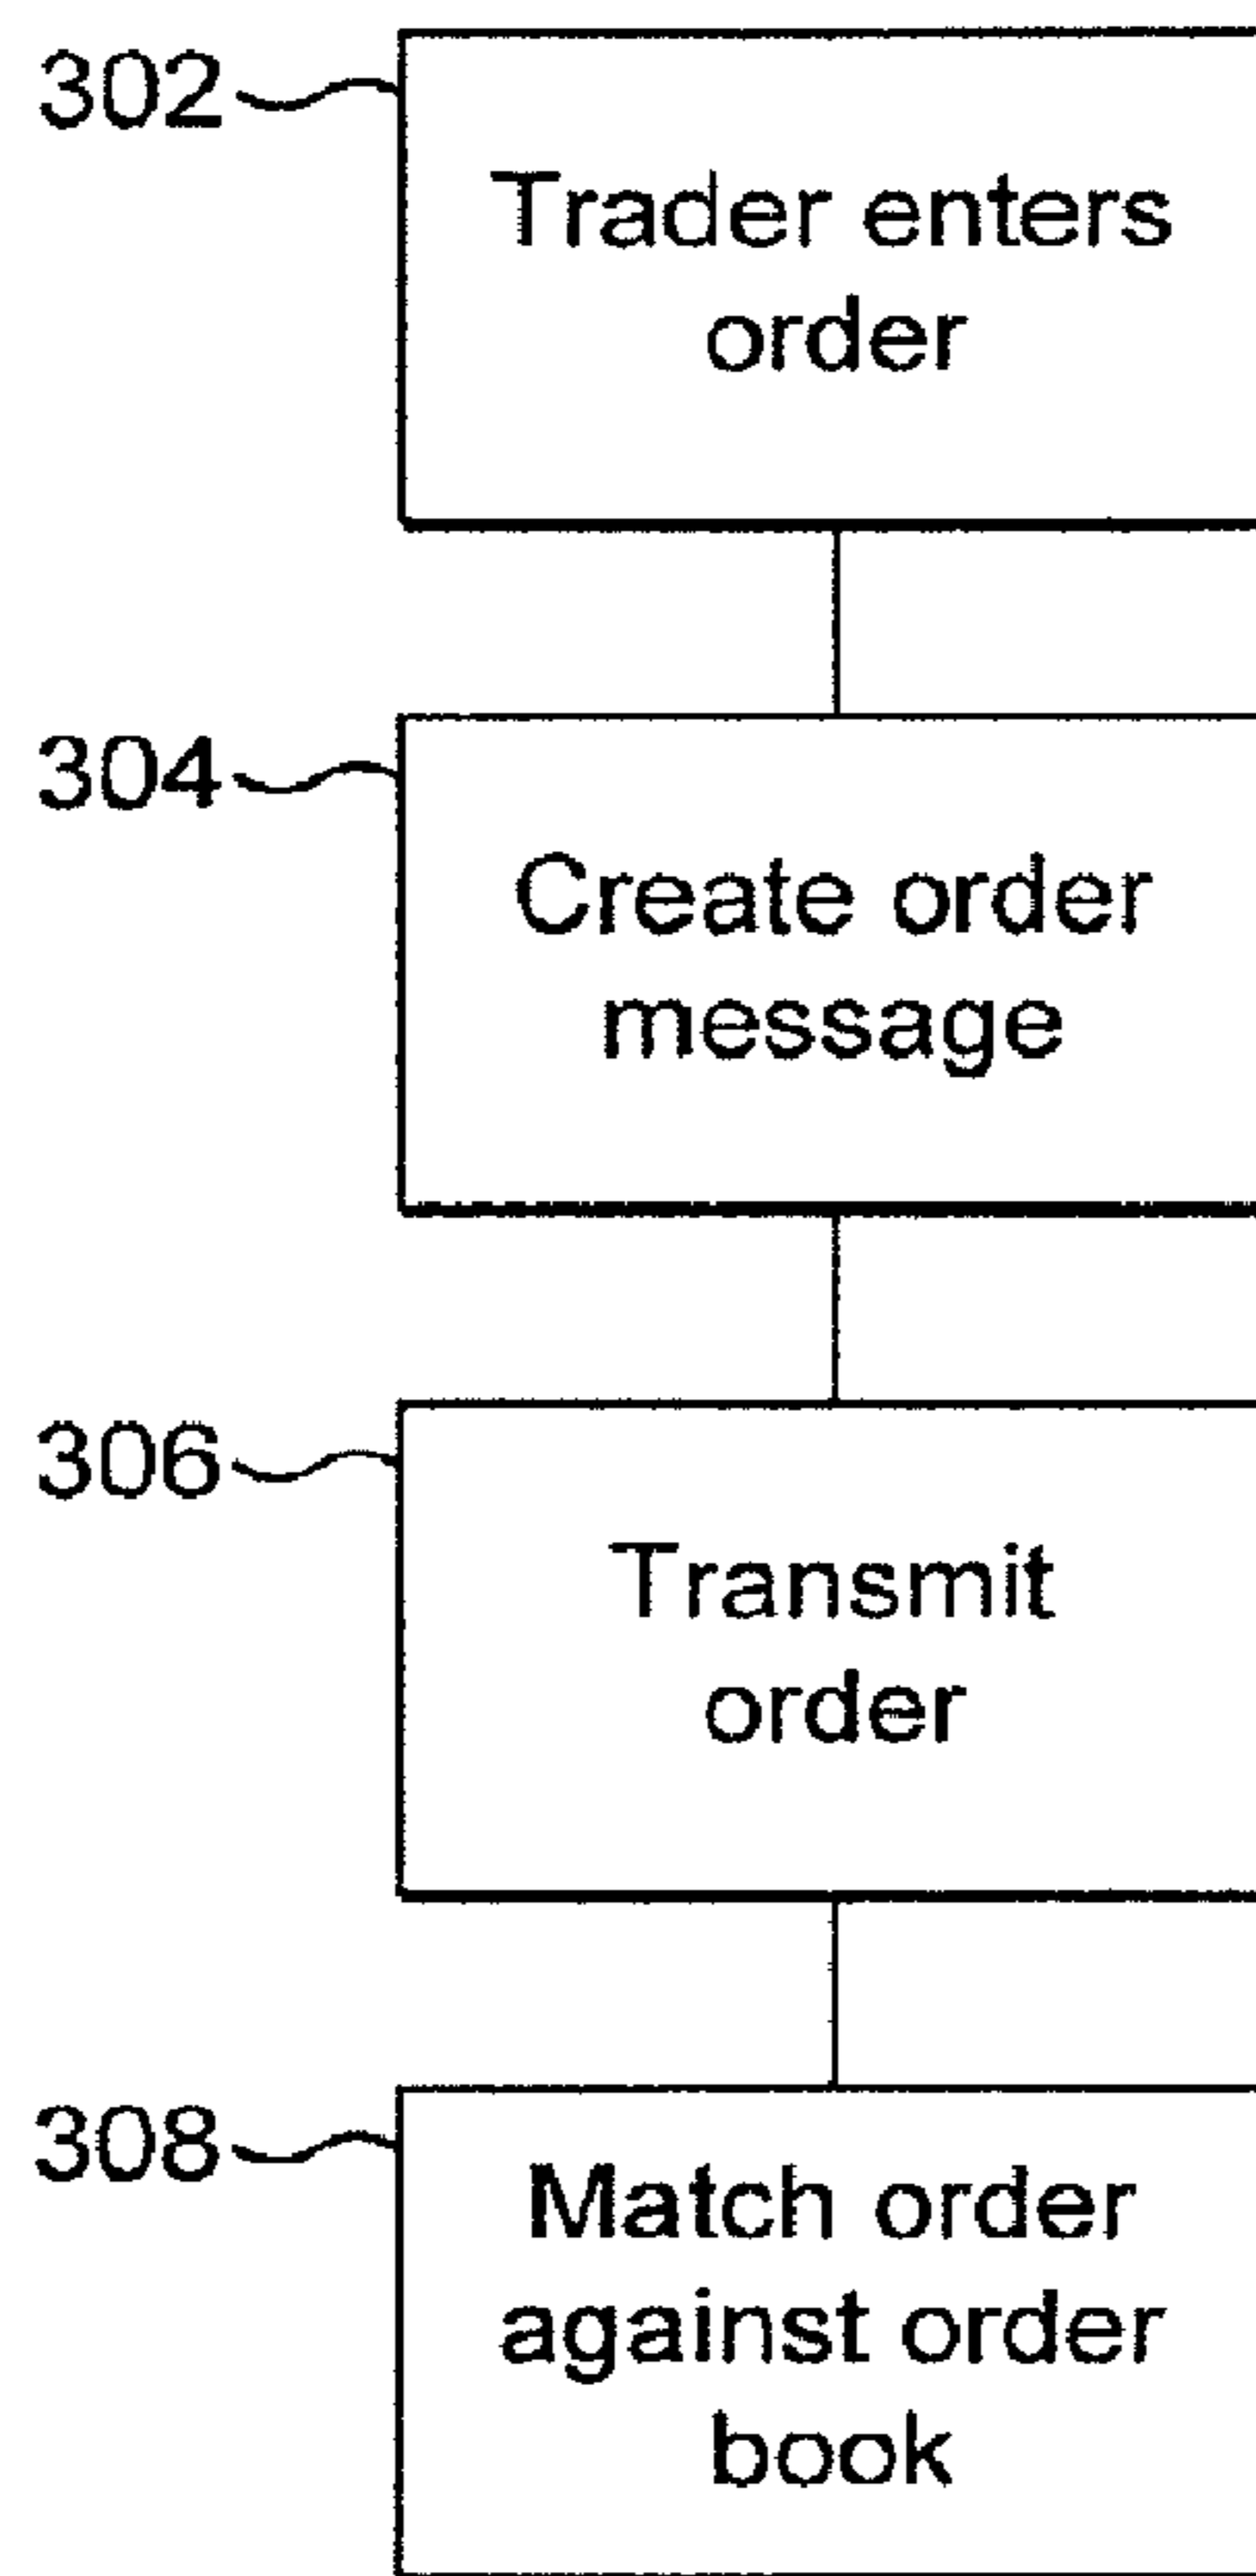 302
Trader enters
order
304
Create order
message
306
Transmit
order
308
Match order
against order
book